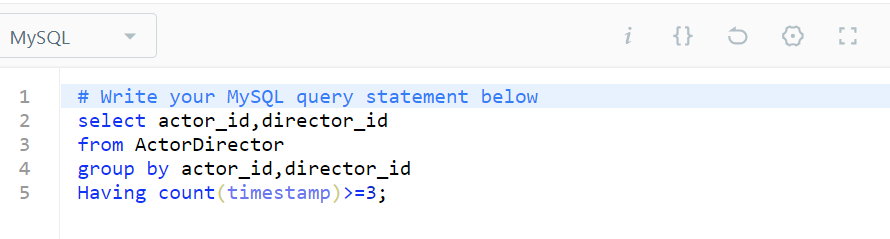 MySQL
i {}
1 # Write your MySQL query statement below
2 select actor_id,director_id
3 from ActorDirector
4 group by actor_id,director_id
5 Having count(timestamp)>=3;